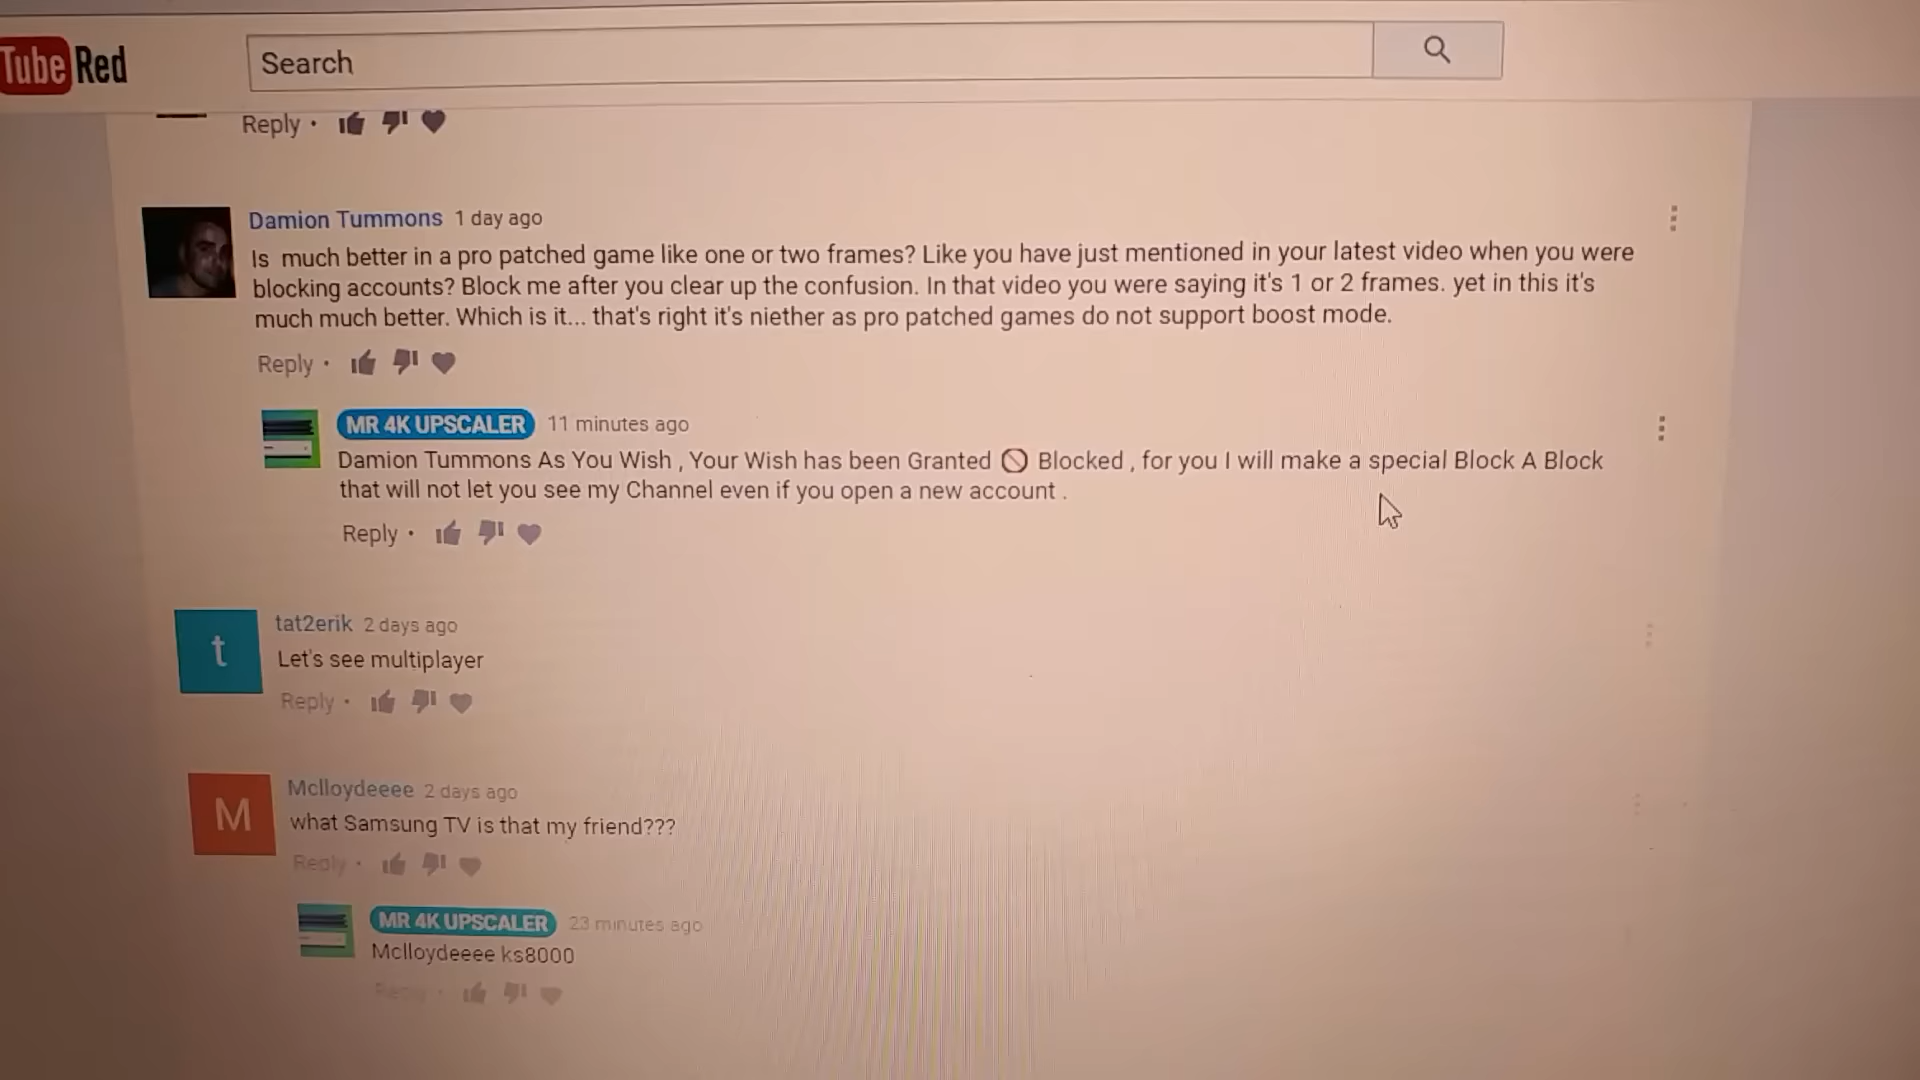 Tube Red
Search
Reply •
Damion Tummons 1 day ago
Is much better in a pro patched game like one or two frames? Like you have just mentioned in your latest video when you were
blocking accounts? Block me after you clear up the confusion. In that video you were saying it's 1 or 2 frames. yet in this it's
much much better. Which is it... that's right it's niether as pro patched games do not support boost mode.
Reply •
MR 4K UPSCALER 11 minutes ago
Damion Tummons As You Wish , Your Wish has been Granted 🚫 Blocked , for you I will make a special Block A Block
that will not let you see my Channel even if you open a new account .
Reply •
t
tat2erik 2 days ago
Let's see multiplayer
Reply •
M
Mclloydeeee 2 days ago
what Samsung TV is that my friend???
Reply •
MR 4K UPSCALER 23 minutes ago
Mclloydeeee ks8000
Reply •